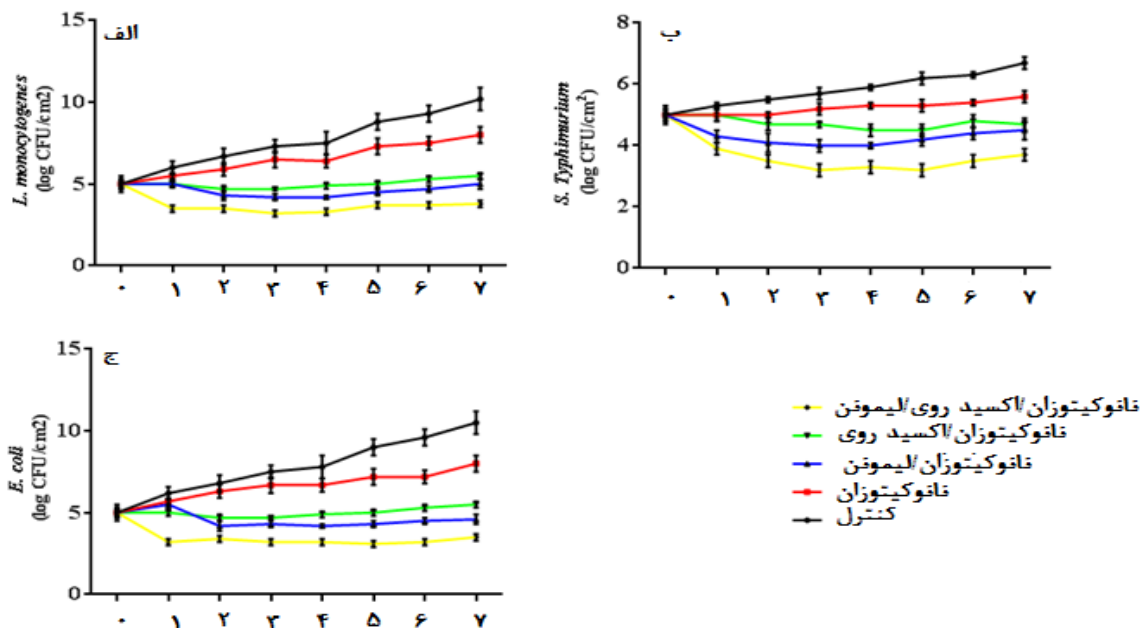 الف
15
10
5
0
L. monocytogenes
(log CFU/cm2)
۰ ۱ ۲ ۳ ۴ ۵ ۶ ۷
ب
8
6
4
2
0
S. Typhimurium
(log CFU/cm²)
۰ ۱ ۲ ۳ ۴ ۵ ۶ ۷
ج
15
10
5
0
E. coli
(log CFU/cm2)
۰ ۱ ۲ ۳ ۴ ۵ ۶ ۷
نانوکیتوزان/اکسید روی/لیمونن
نانوکیتوزان/اکسید روی
نانوکیتوزان/لیمونن
نانوکیتوزان
کنترل